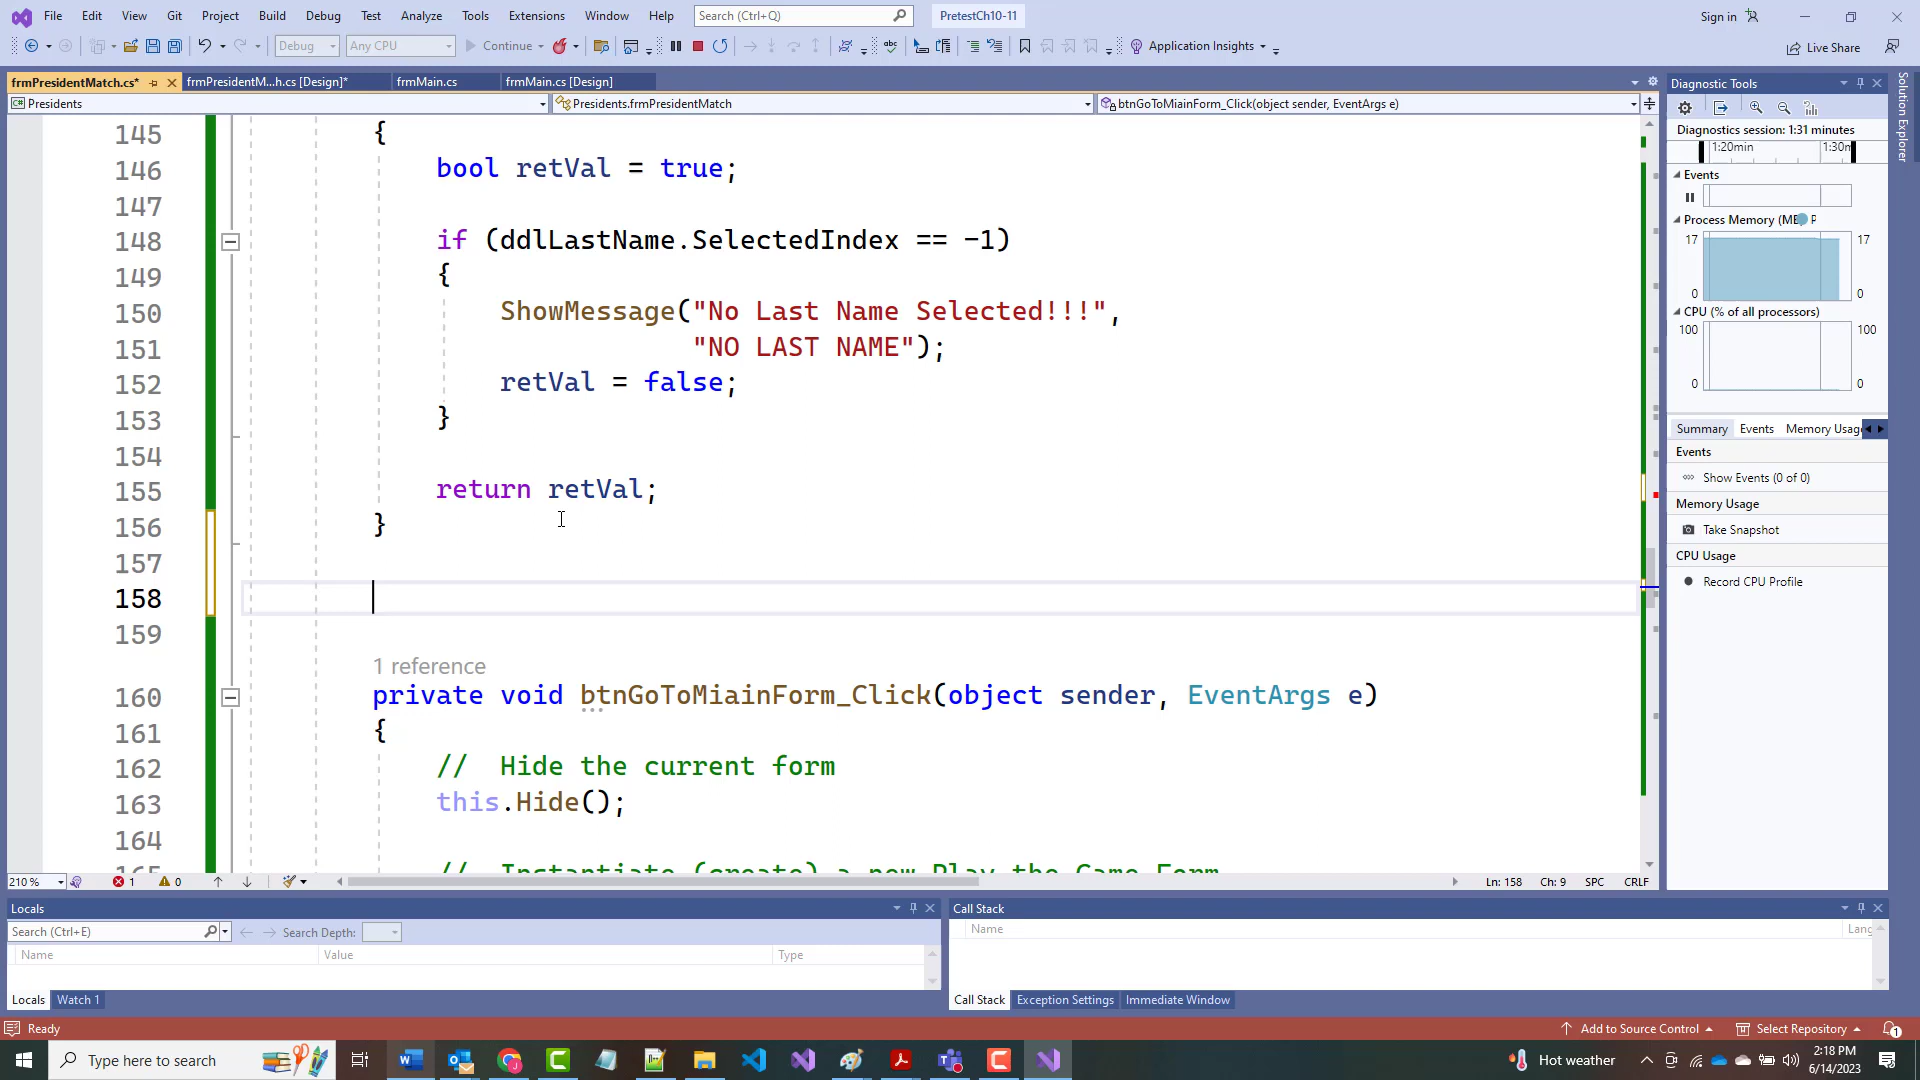 File Edit View Git Project Build Debug Test Analyze Tools Extensions Window Help Search (Ctrl+Q) PretestCh10-11 Sign in
Debug Any CPU Continue Application Insights Live Share
frmPresidentMatch.cs* frmPresidentM...h.cs [Design]* frmMain.cs frmMain.cs [Design]
Presidents Presidents.frmPresidentMatch btnGoToMiainForm_Click(object sender, EventArgs e)
145 {
146 bool retVal = true;
147
148 if (ddlLastName.SelectedIndex == -1)
149 {
150 ShowMessage("No Last Name Selected!!!",
151 "NO LAST NAME");
152 retVal = false;
153 }
154
155 return retVal;
156 }
157
158
159
1 reference
160 private void btnGoToMiainForm_Click(object sender, EventArgs e)
161 {
162 // Hide the current form
163 this.Hide();
164
165 // Instantiate (create) a new Play the Game Form
210 % 1 0 Ln: 158 Ch: 9 SPC CRLF
Diagnostic Tools
Diagnostics session: 1:31 minutes
1:20min 1:30m
Events
Process Memory (MB) P
17 17
0 0
CPU (% of all processors)
100 100
0 0
Summary Events Memory Usag
Events
Show Events (0 of 0)
Memory Usage
Take Snapshot
CPU Usage
Record CPU Profile
Solution Explorer
Locals
Search (Ctrl+E) Search Depth:
Name Value Type
Locals Watch 1
Call Stack
Name Lang
Call Stack Exception Settings Immediate Window
Ready Add to Source Control Select Repository 1
Type here to search Hot weather 2:18 PM
6/14/2023